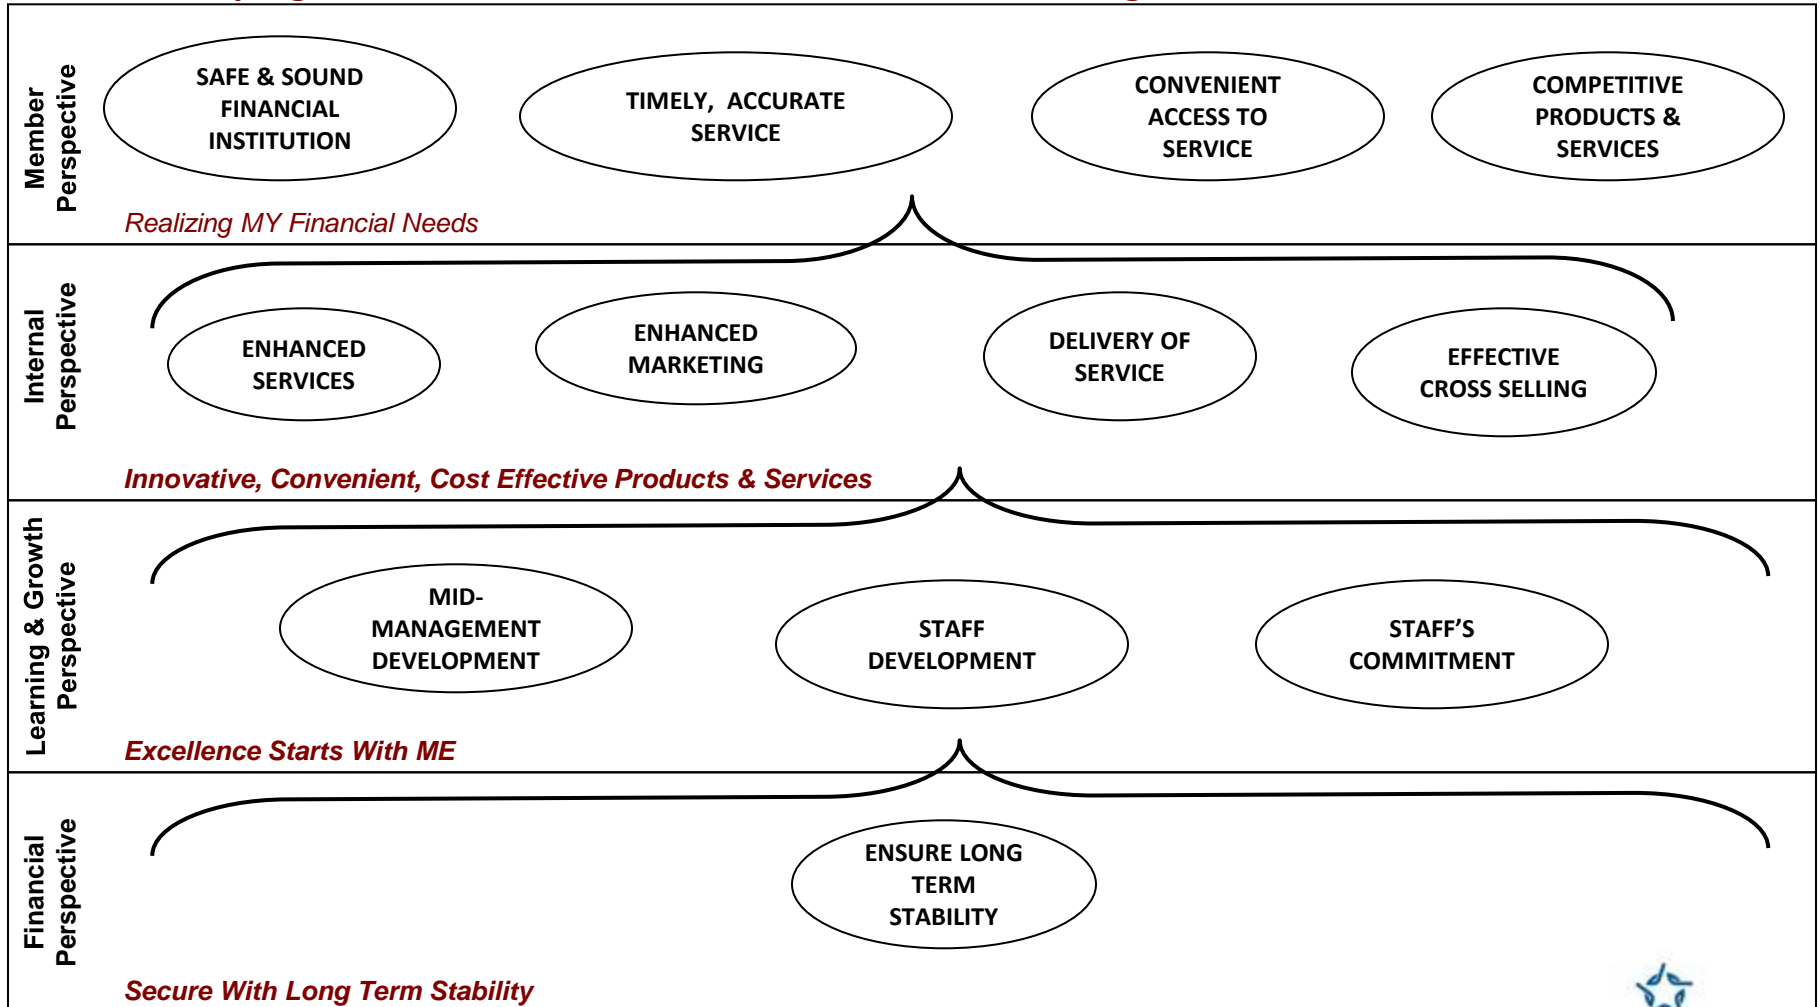 Member
Perspective
SAFE & SOUND
FINANCIAL
INSTITUTION
TIMELY, ACCURATE
SERVICE
CONVENIENT
ACCESS TO
SERVICE
COMPETITIVE
PRODUCTS &
SERVICES
Realizing MY Financial Needs
Internal
Perspective
ENHANCED
SERVICES
ENHANCED
MARKETING
DELIVERY OF
SERVICE
EFFECTIVE
CROSS SELLING
Innovative, Convenient, Cost Effective Products & Services
Learning & Growth
Perspective
MID-
MANAGEMENT
DEVELOPMENT
STAFF
DEVELOPMENT
STAFF’S
COMMITMENT
Excellence Starts With ME
Financial
Perspective
ENSURE LONG
TERM
STABILITY
Secure With Long Term Stability